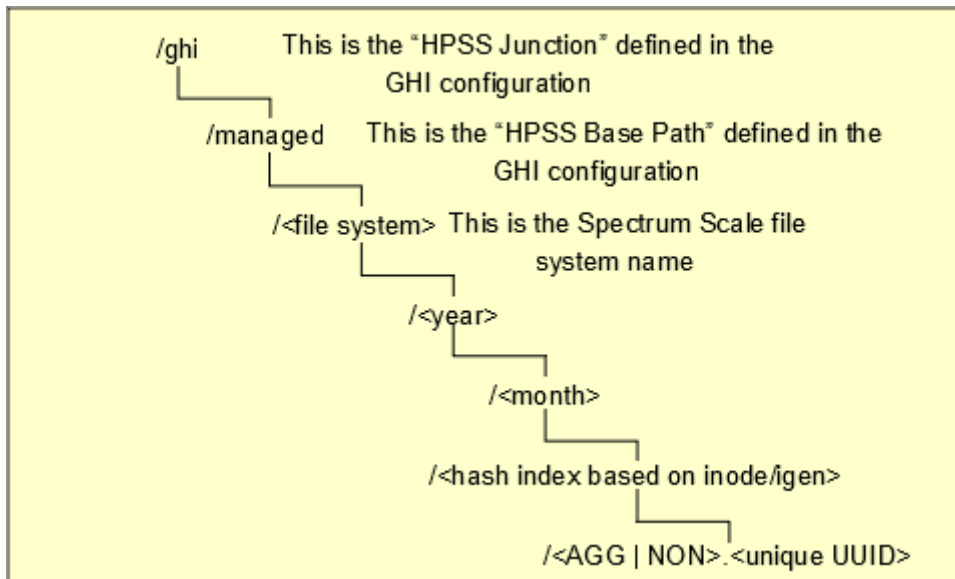 /ghi This is the “HPSS Junction” defined in the
GHI configuration
/managed This is the “HPSS Base Path” defined in the
GHI configuration
/<file system> This is the Spectrum Scale file
system name
/<year>
/<month>
/<hash index based on inode/igen>
/<AGG | NON>.<unique UUID>